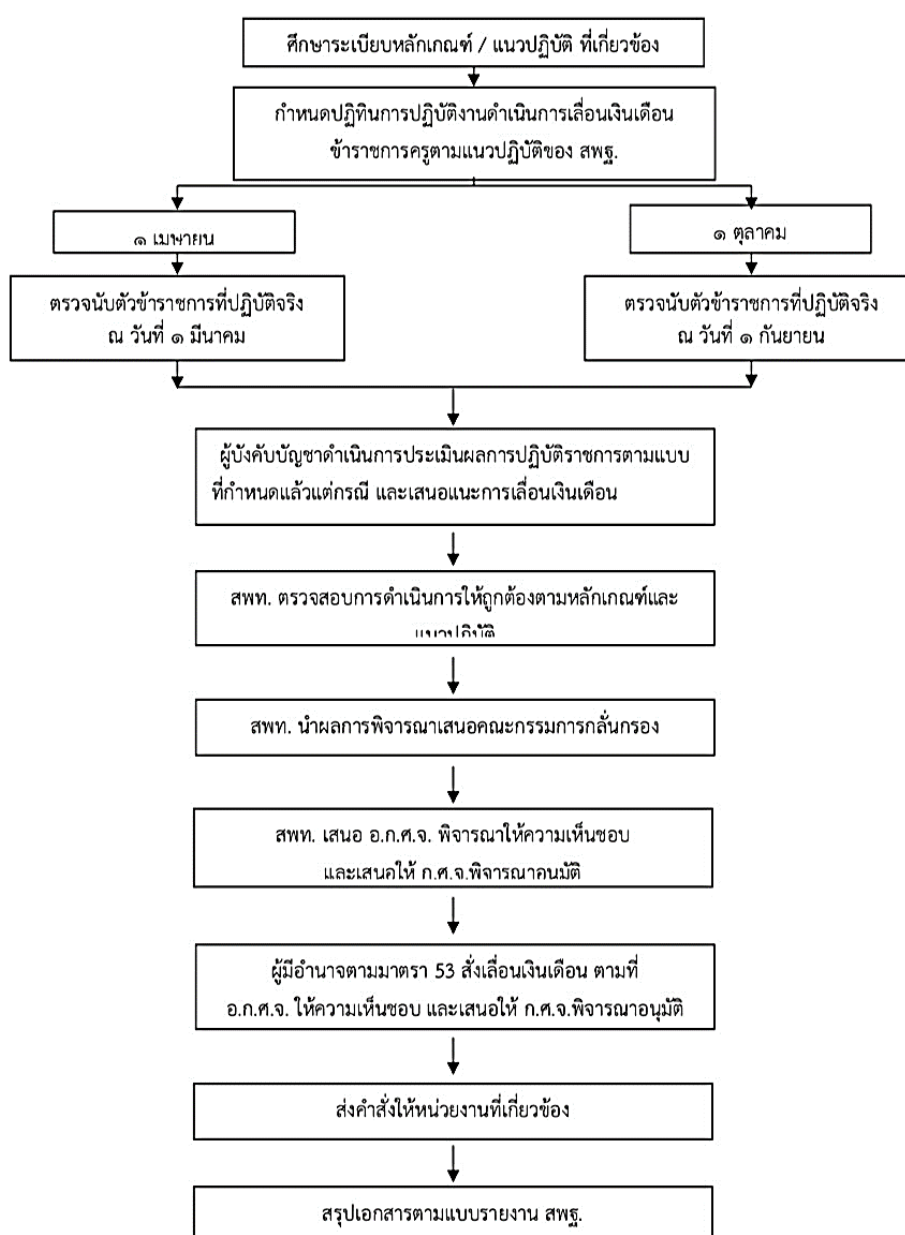 ศึกษาระเบียบหลักเกณฑ์ / แนวปฏิบัติ ที่เกี่ยวข้อง
กำหนดปฏิทินการปฏิบัติงานดำเนินการเลื่อนเงินเดือน
ข้าราชการครูตามแนวปฏิบัติของ สพฐ.
๑ เมษายน
๑ ตุลาคม
ตรวจนับตัวข้าราชการที่ปฏิบัติจริง
ณ วันที่ ๑ มีนาคม
ตรวจนับตัวข้าราชการที่ปฏิบัติจริง
ณ วันที่ ๑ กันยายน
ผู้บังคับบัญชาดำเนินการประเมินผลการปฏิบัติราชการตามแบบ
ที่กำหนดแล้วแต่กรณี และเสนอแนะการเลื่อนเงินเดือน
สพท. ตรวจสอบการดำเนินการให้ถูกต้องตามหลักเกณฑ์และ
แนวปฏิบัติ
สพท. นำผลการพิจารณาเสนอคณะกรรมการกลั่นกรอง
สพท. เสนอ อ.ก.ศ.จ. พิจารณาให้ความเห็นชอบ
และเสนอให้ ก.ศ.จ.พิจารณาอนุมัติ
ผู้มีอำนาจตามมาตรา 53 สั่งเลื่อนเงินเดือน ตามที่
อ.ก.ศ.จ. ให้ความเห็นชอบ และเสนอให้ ก.ศ.จ.พิจารณาอนุมัติ
ส่งคำสั่งให้หน่วยงานที่เกี่ยวข้อง
สรุปเอกสารตามแบบรายงาน สพฐ.